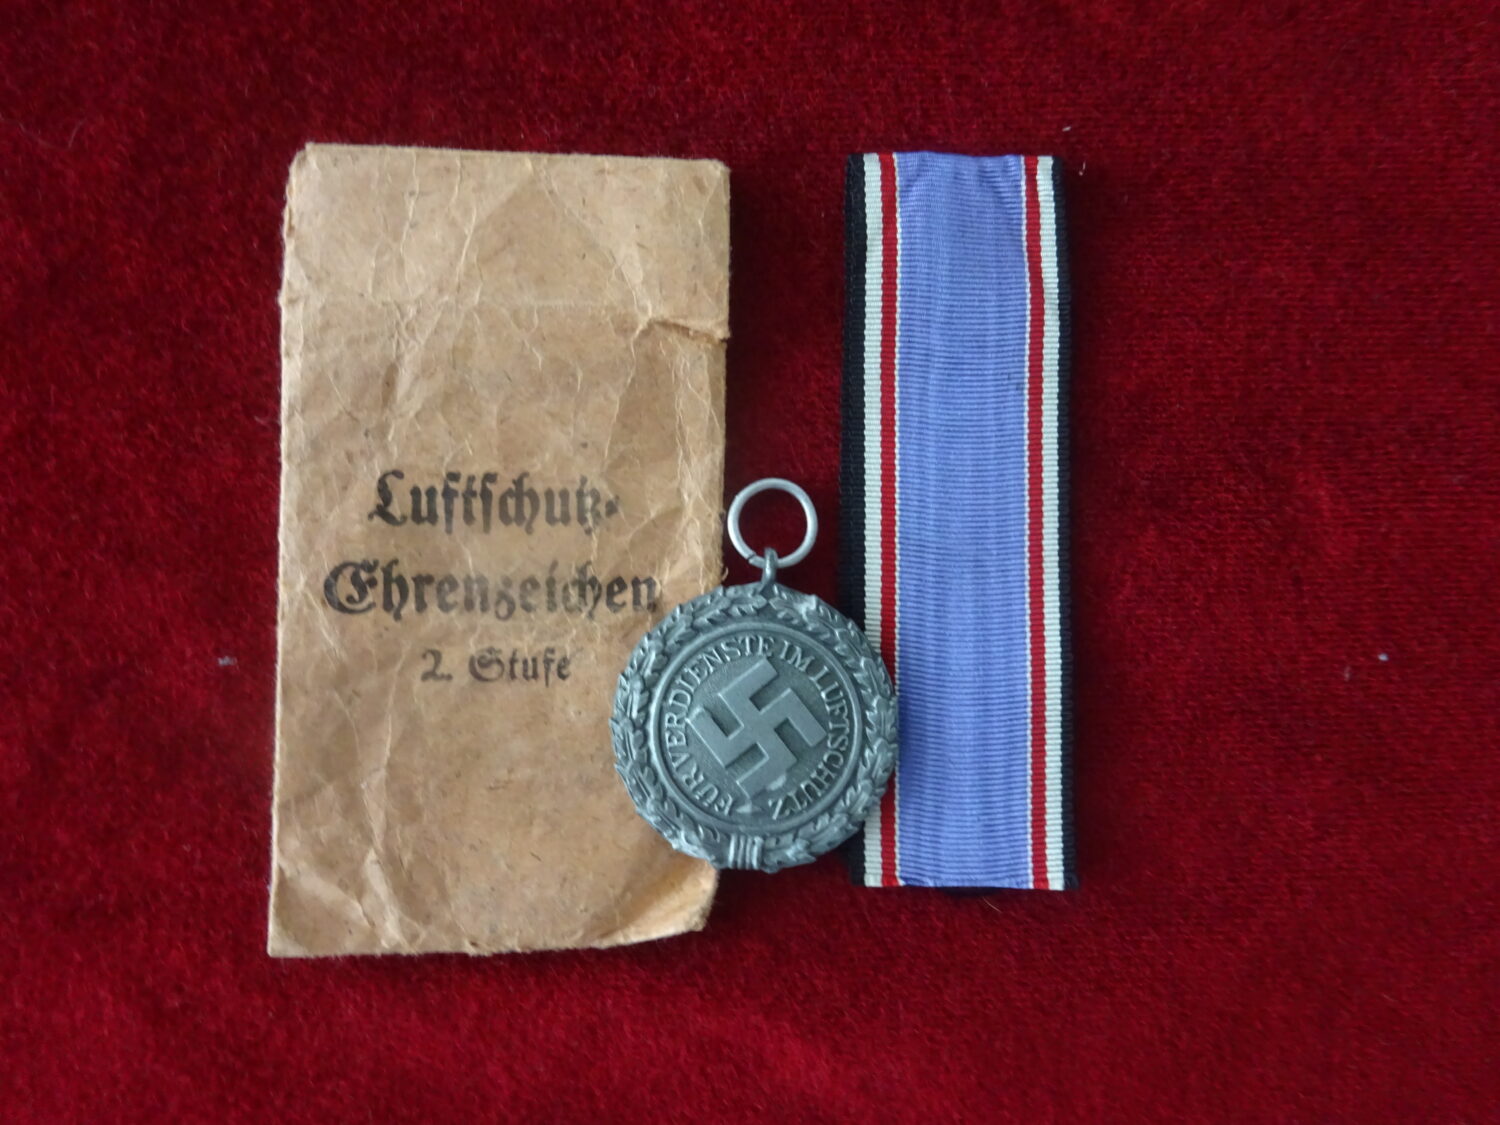 Luftschutz-
Ehrenzeichen
2. Stufe
FÜR VERDIENSTE IM LUFTSCHUTZ